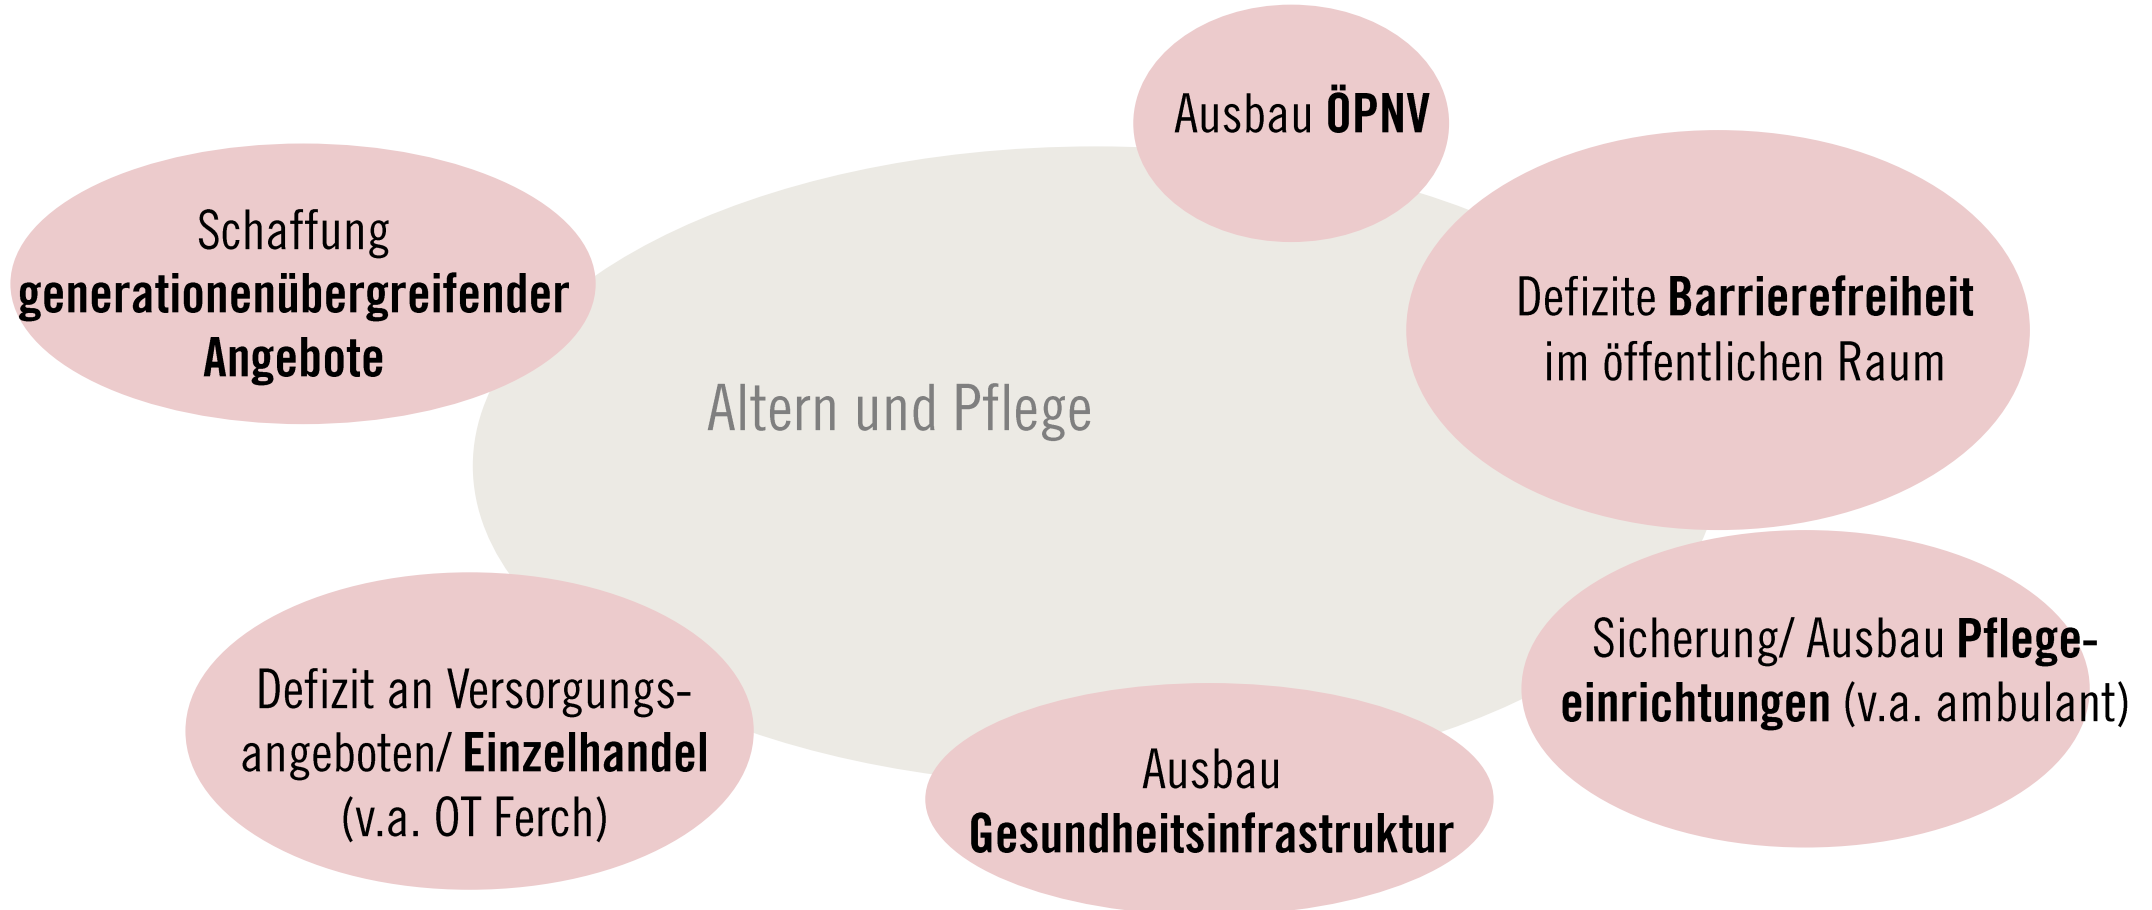 Ausbau ÖPNV
Schaffung
generationenübergreifender
Angebote
Defizite Barrierefreiheit
im öffentlichen Raum
Altern und Pflege
Sicherung/ Ausbau Pflege-
einrichtungen (v.a. ambulant)
Defizit an Versorgungs-
angeboten/ Einzelhandel
(v.a. OT Ferch)
Ausbau
Gesundheitsinfrastruktur